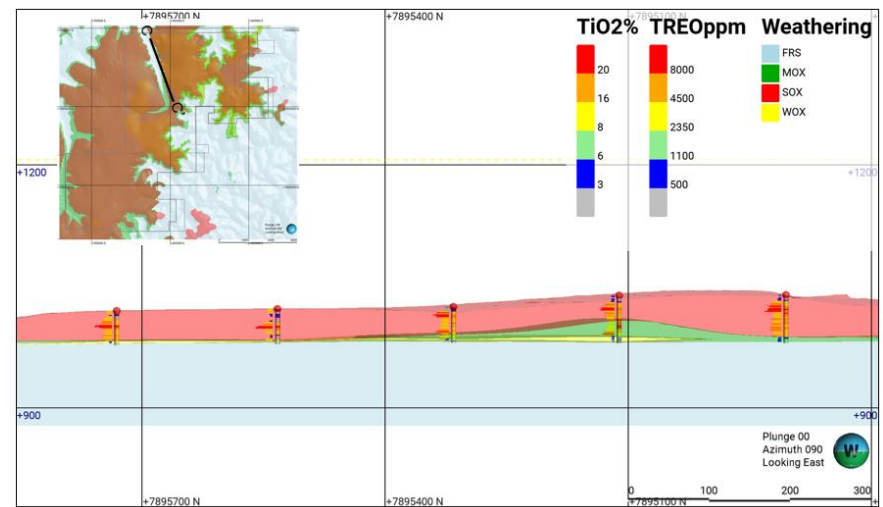 +7895700 N
+7895400 N
+7895100 N
TiO2% TREOppm Weathering
20
16
8
6
3
8000
4500
2350
1100
500
FRS
MOX
SOX
WOX
C
C'
+1200
+1200
+900
+900
Plunge 00
Azimuth 090
Looking East
W
0 100 200 300
+7895700 N
+7895400 N
+7895100 N